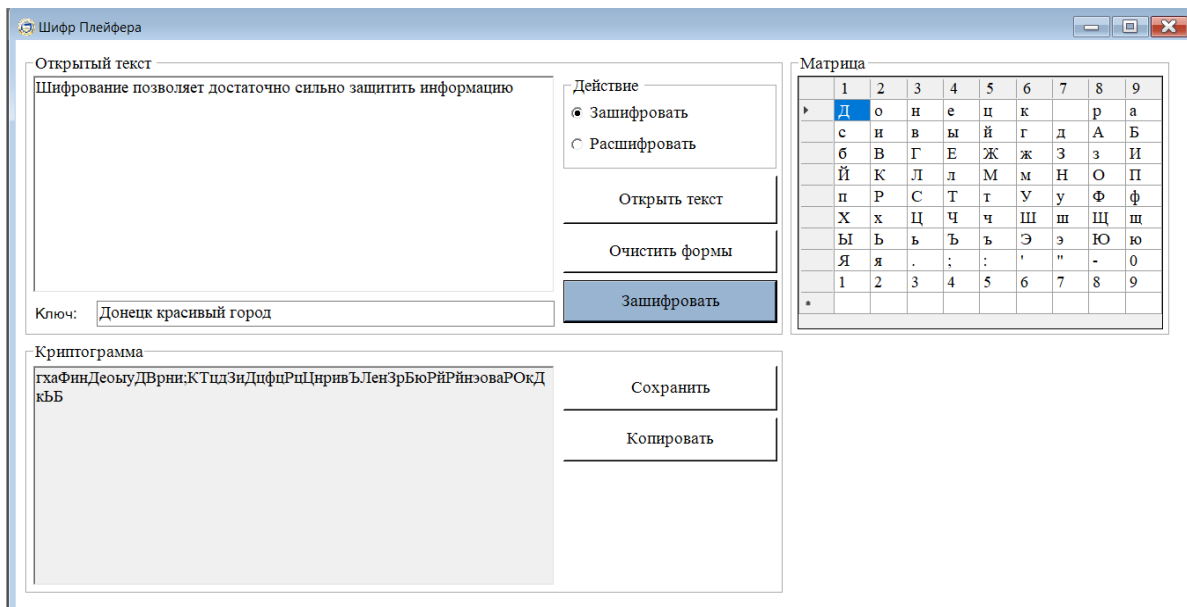 Шифр Плейфера
Открытый текст
Шифрование позволяет достаточно сильно защитить информацию
Ключ:
Донецк красивый город
Действие
Зашифровать
Расшифровать
Открыть текст
Очистить формы
Зашифровать
Матрица
1 2 3 4 5 6 7 8 9
Д о н е ц к р а
с и в ы й г д А Б
б В Г Е Ж ж З з И
Й К Л л М м Н О П
п Р С Т т У у Ф ф
Х х Ц Ч ч Ш ш Щ щ
Ы Ь ь Ъ ъ Э э Ю ю
Я я . ; : ' " - 0
1 2 3 4 5 6 7 8 9
Криптограмма
гхаФинДеоыуДВрни;КТцдЗиДцфцРцЦнривЪЛенЗрБюРйРйнэоваРОкД
кЬБ
Сохранить
Копировать